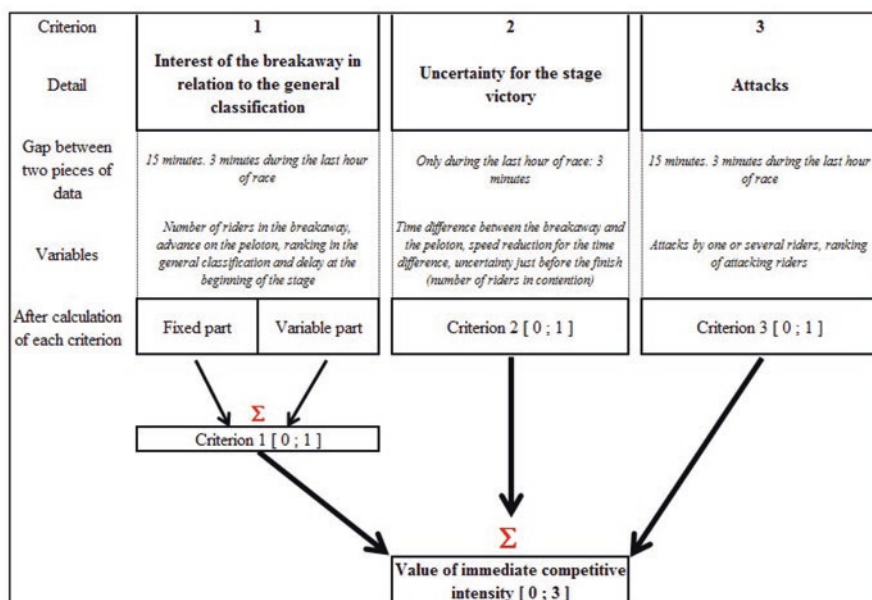 Criterion
1
2
3
Detail
Interest of the breakaway in
relation to the general
classification
Uncertainty for the stage
victory
Attacks
Gap between
two pieces of
data
15 minutes. 3 minutes during the last hour
of race
Only during the last hour of race: 3
minutes
15 minutes. 3 minutes during the last hour
of race
Variables
Number of riders in the breakaway,
advance on the peloton, ranking in the
general classification and delay at the
beginning of the stage
Time difference between the breakaway and
the peloton, speed reduction for the time
difference, uncertainty just before the finish
(number of riders in contention)
Attacks by one or several riders, ranking
of attacking riders
After calculation
of each criterion
Fixed part
Variable part
Criterion 2 [ 0 ; 1 ]
Criterion 3 [ 0 ; 1 ]
Σ
Criterion 1 [ 0 ; 1 ]
Σ
Value of immediate competitive
intensity [ 0 ; 3 ]